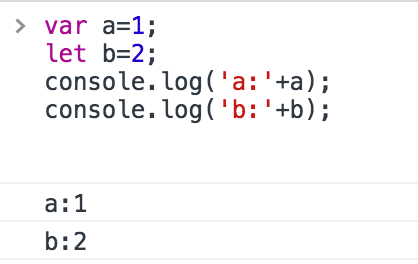 > var a=1;
let b=2;
console.log('a:'+a);
console.log('b:'+b);
a:1
b:2